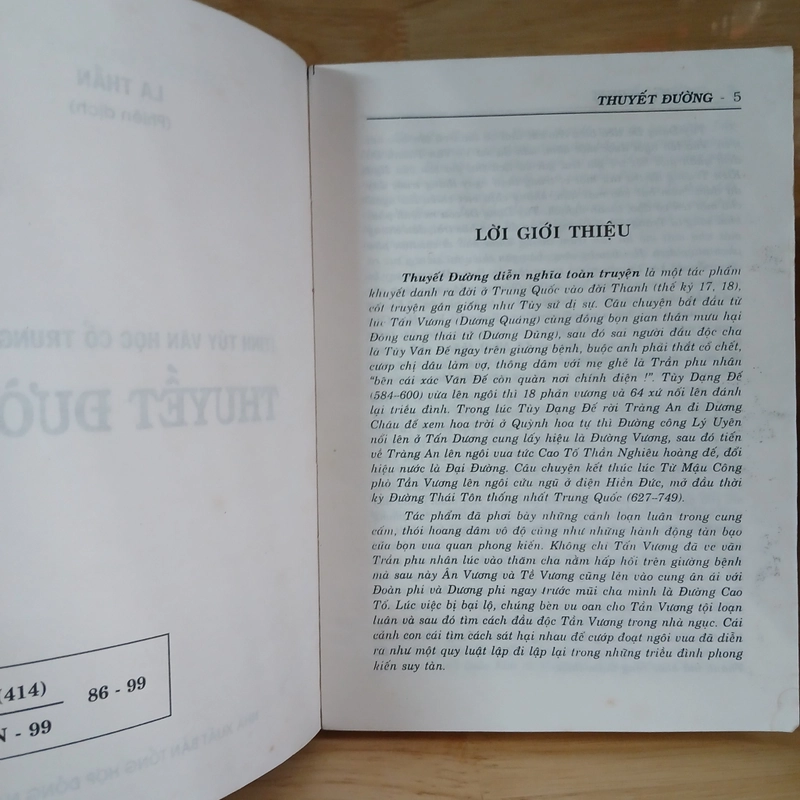 (414)
N - 99
86 - 99
THUYẾT ĐƯỜNG - 5
LỜI GIỚI THIỆU
Thuyết Đường diễn nghĩa toàn truyện là một tác phẩm
khuyết danh ra đời ở Trung Quốc vào đời Thanh (thế kỷ 17, 18),
cốt truyện gần giống như Tùy sử di sự. Câu chuyện bắt đầu từ
lúc Tấn Vương (Dương Quảng) cùng đồng bọn gian thần mưu hại
Đông cung thái tử (Dương Dũng), sau đó sai người đầu độc cha
là Tùy Văn Đế ngay trên giường bệnh, buộc anh phải thắt cổ chết,
cướp chị dâu làm vợ, thông dâm với mẹ ghẻ là Trần phu nhân
"bên cái xác Văn Đế còn quàn nơi chính điện !". Tùy Dạng Đế
(584–600) vừa lên ngôi thì 18 phản vương và 64 xứ nổi lên đánh
lại triều đình. Trong lúc Tùy Dạng Đế rời Tràng An đi Dương
Châu để xem hoa trời ở Quỳnh hoa tự thì Đường công Lý Uyên
nổi lên ở Tấn Dương cung lấy hiệu là Đường Vương, sau đó tiến
về Tràng An lên ngôi vua tức Cao Tổ Thần Nghiêu hoàng đế, đổi
hiệu nước là Đại Đường. Câu chuyện kết thúc lúc Từ Mậu Công
phò Tần Vương lên ngôi cửu ngũ ở điện Hiển Đức, mở đầu thời
kỳ Đường Thái Tôn thống nhất Trung Quốc (627–749).
Tác phẩm đã phơi bày những cảnh loạn luân trong cung
cấm, thói hoang dâm vô độ cũng như những hành động tàn bạo
của bọn vua quan phong kiến. Không chỉ Tấn Vương đã ve vãn
Trần phu nhân lúc vào thăm cha nằm hấp hối trên giường bệnh
mà sau này Ân Vương và Tề Vương cũng lén vào cung ân ái với
Đoàn phi và Dương phi ngay trước mũi cha mình là Đường Cao
Tổ. Lúc việc bị bại lộ, chúng bèn vu oan cho Tần Vương tội loạn
luân và sau đó tìm cách đầu độc Tần Vương trong nhà ngục. Cái
cảnh con cái tìm cách sát hại nhau để cướp đoạt ngôi vua đã diễn
ra như một quy luật lập đi lập lại trong những triều đình phong
kiến suy tàn.